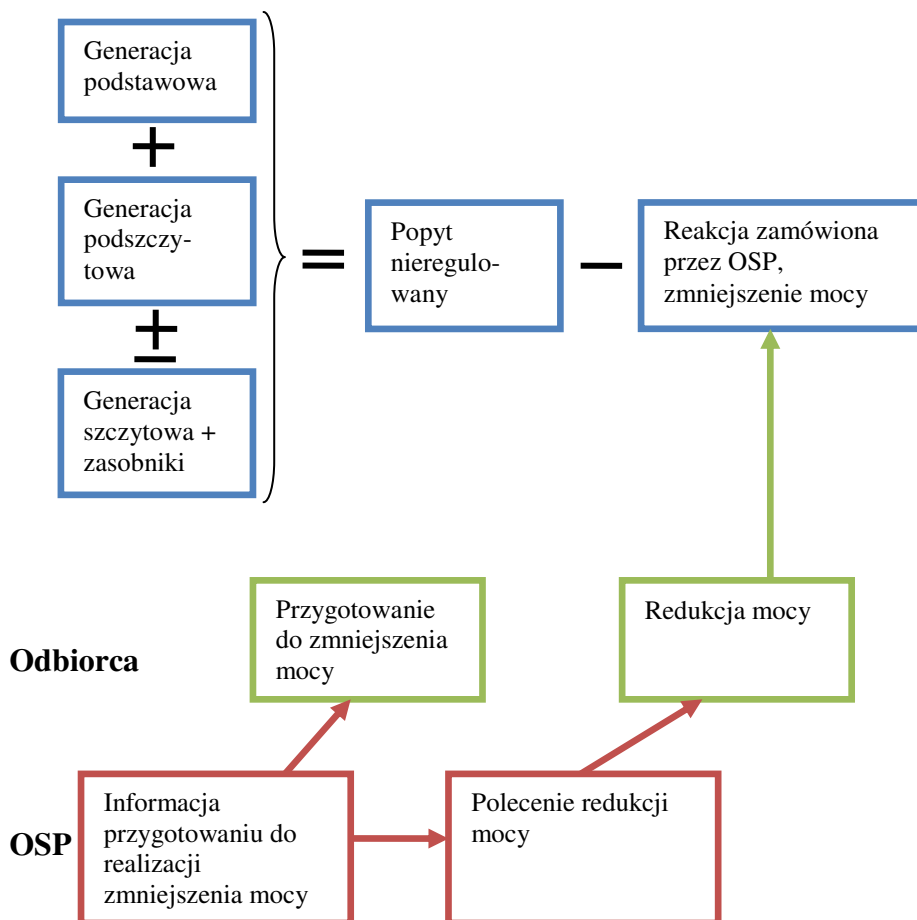 Generacja
podstawowa
+
Generacja
podszczy-
towa
±
Generacja
szczytowa +
zasobniki
=
Popyt
nieregulo-
wany
−
Reakcja zamówiona
przez OSP,
zmniejszenie mocy
Odbiorca
Przygotowanie
do zmniejszenia
mocy
Redukcja mocy
OSP
Informacja
przygotowaniu do
realizacji
zmniejszenia mocy
Polecenie redukcji
mocy